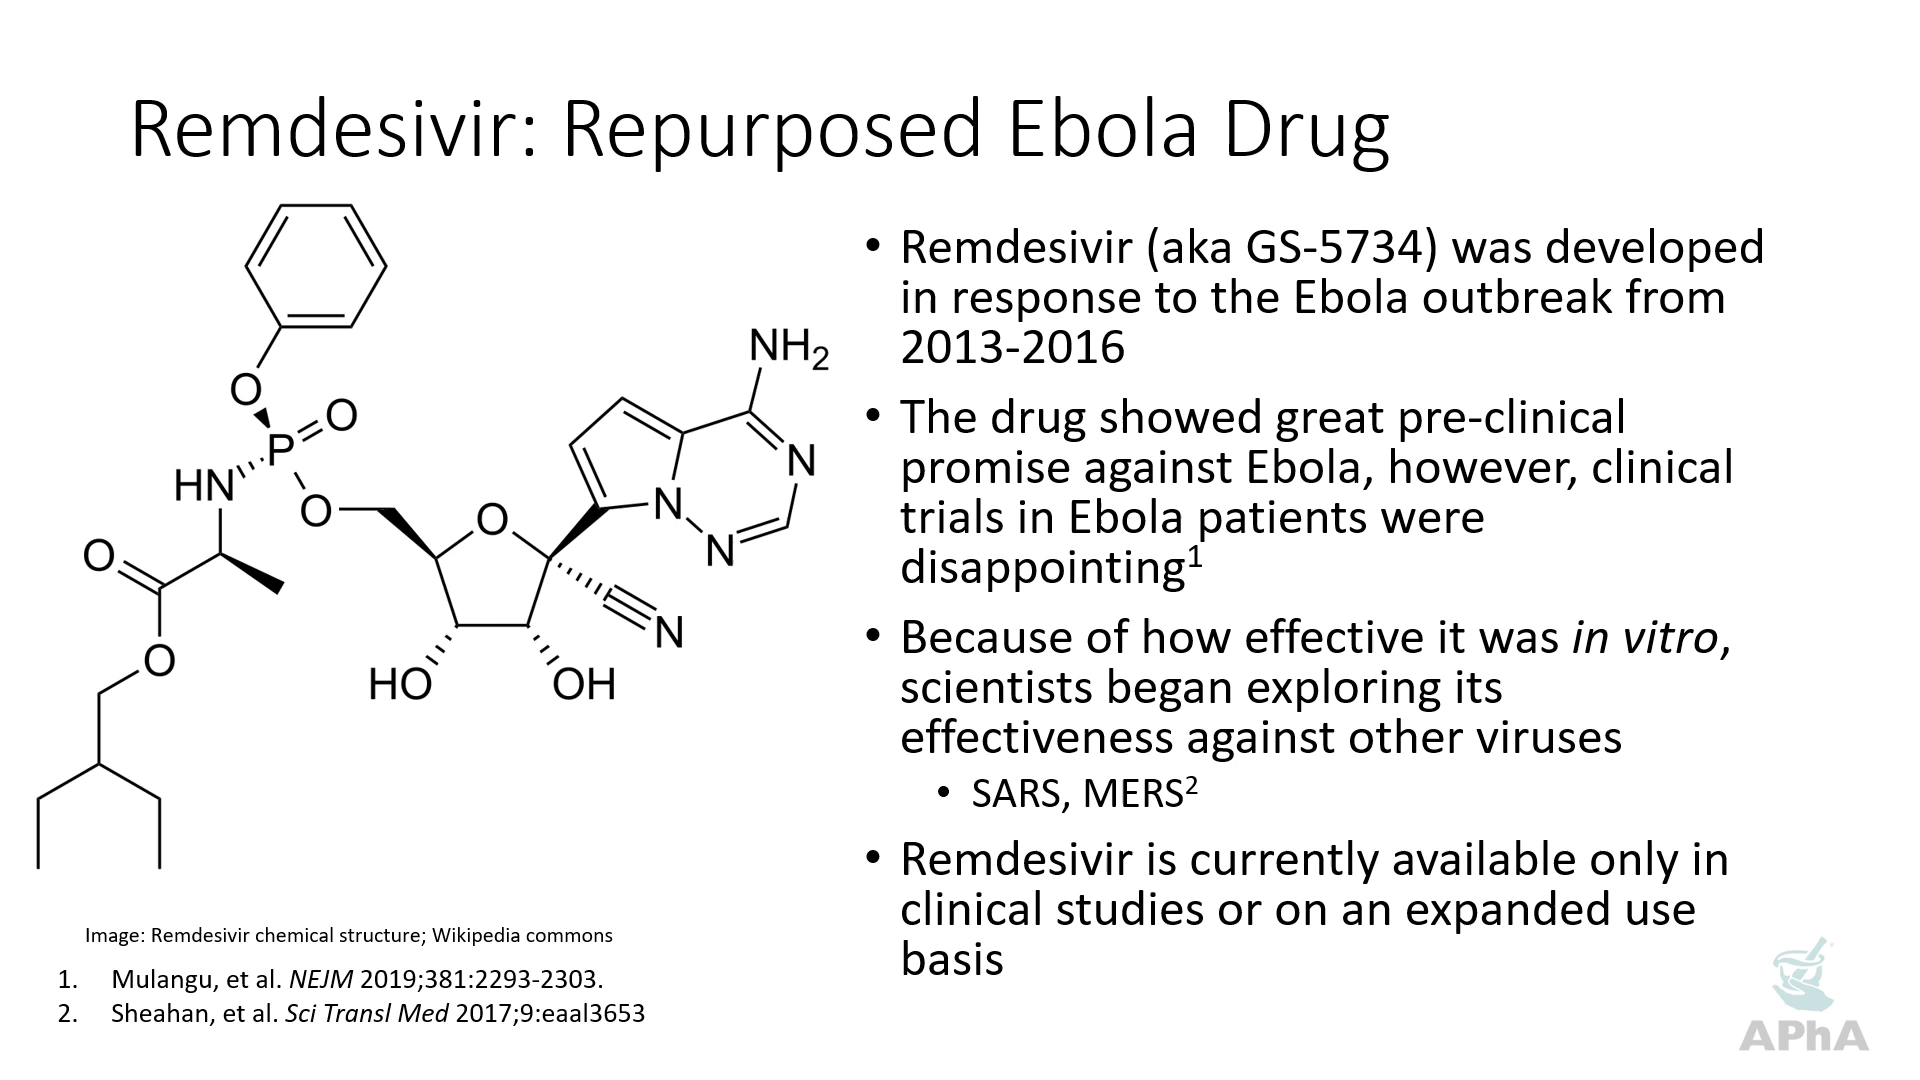 Remdesivir: Repurposed Ebola Drug
NH2
O
P
O
HN
O
O
O
HO
OH
O
N
N
N
N
• Remdesivir (aka GS-5734) was developed
in response to the Ebola outbreak from
2013-2016
• The drug showed great pre-clinical
promise against Ebola, however, clinical
trials in Ebola patients were
disappointing1
• Because of how effective it was in vitro,
scientists began exploring its
effectiveness against other viruses
• SARS, MERS2
• Remdesivir is currently available only in
clinical studies or on an expanded use
basis
Image: Remdesivir chemical structure; Wikipedia commons
1. Mulangu, et al. NEJM 2019;381:2293-2303.
2. Sheahan, et al. Sci Transl Med 2017;9:eaal3653
APhA